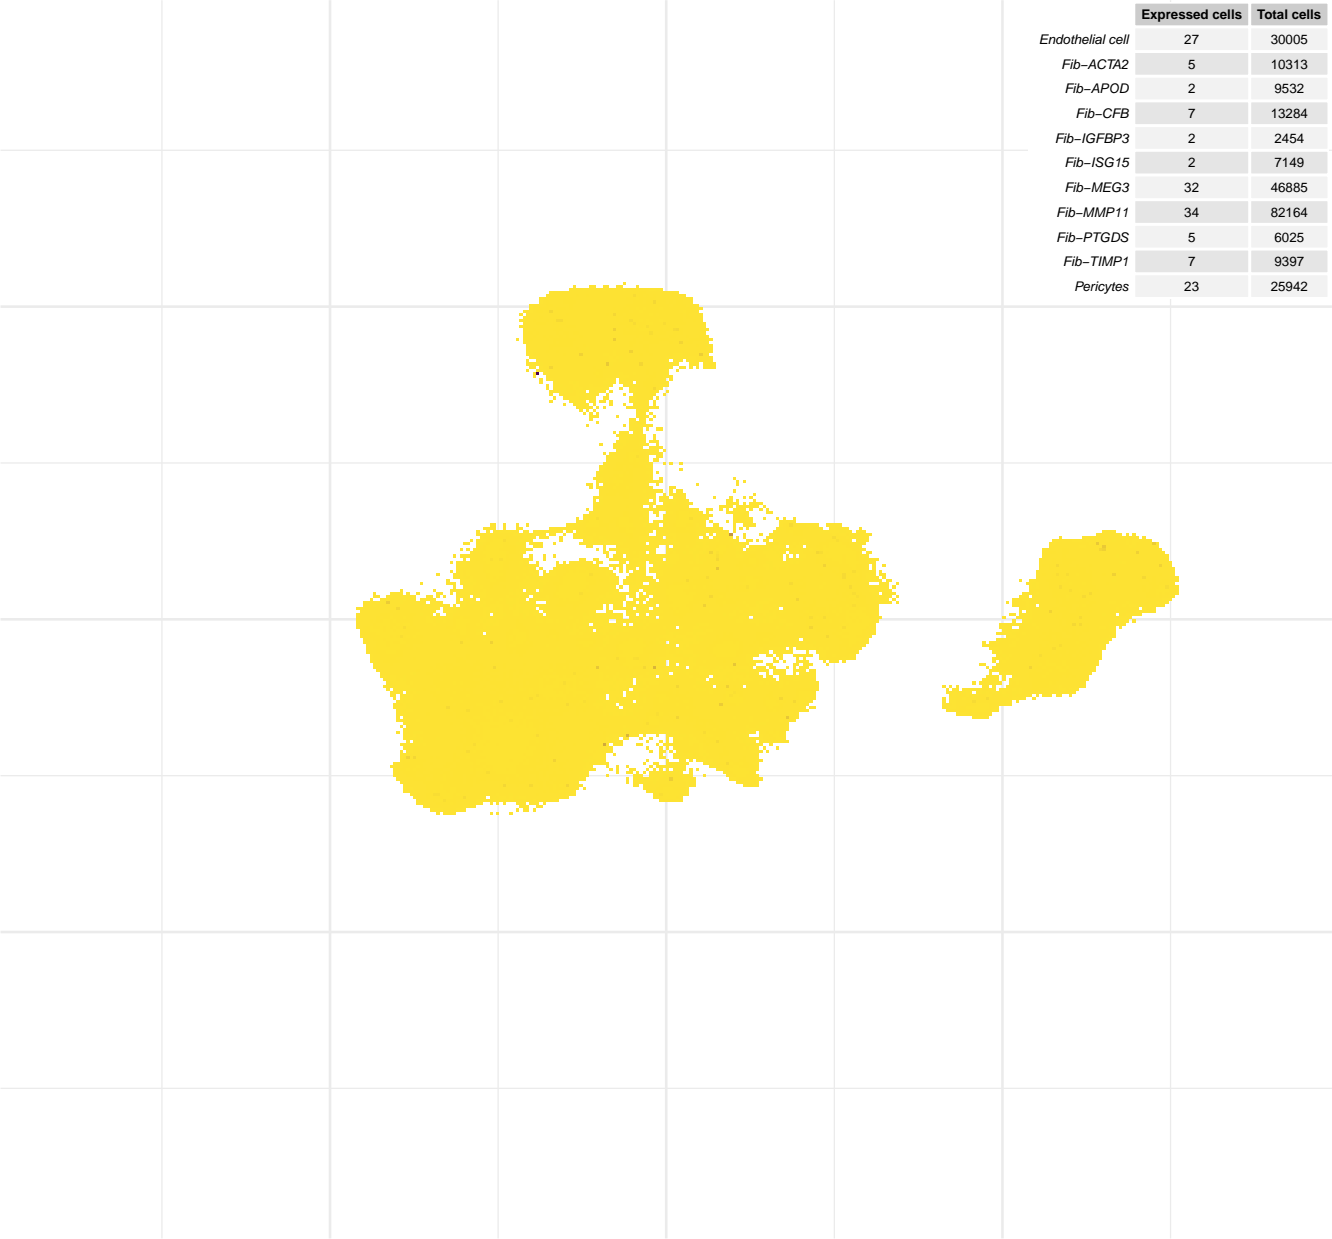 Expressed cells Total cells
Endothelial cell 27 30005
Fib−ACTA2 5 10313
Fib−APOD 2 9532
Fib−CFB 7 13284
Fib−IGFBP3 2 2454
Fib−ISG15 2 7149
Fib−MEG3 32 46885
Fib−MMP11 34 82164
Fib−PTGDS 5 6025
Fib−TIMP1 7 9397
Pericytes 23 25942